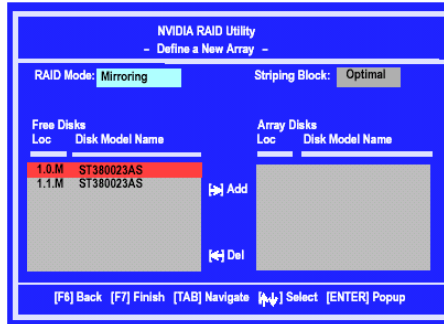 NVIDIA RAID Utility
- Define a New Array -
RAID Mode: Mirroring Striping Block: Optimal
Free Disks Array Disks
Loc Disk Model Name Loc Disk Model Name
1.0.M ST380023AS
1.1.M ST380023AS
[→] Add
[←] Del
[F6] Back [F7] Finish [TAB] Navigate [↑↓] Select [ENTER] Popup